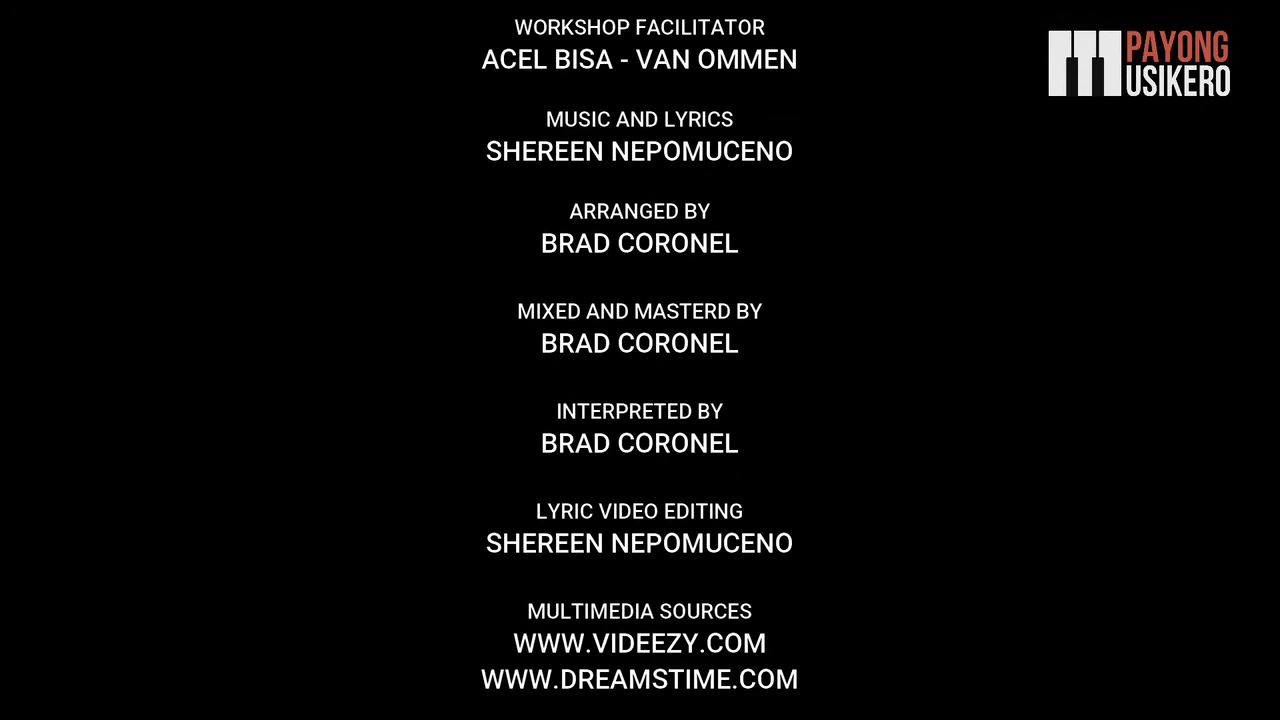 WORKSHOP FACILITATOR
ACEL BISA - VAN OMMEN
PAYONG
USIKERO
MUSIC AND LYRICS
SHEREEN NEPOMUCENO
ARRANGED BY
BRAD CORONEL
MIXED AND MASTERD BY
BRAD CORONEL
INTERPRETED BY
BRAD CORONEL
LYRIC VIDEO EDITING
SHEREEN NEPOMUCENO
MULTIMEDIA SOURCES
WWW.VIDEEZY.COM
WWW.DREAMSTIME.COM